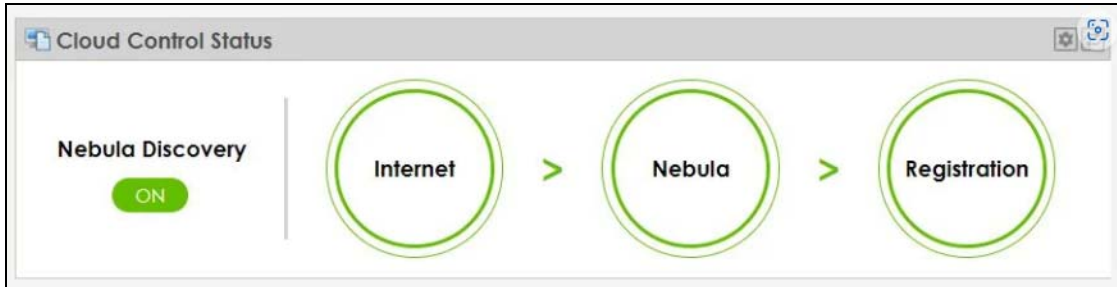 Cloud Control Status
Nebula Discovery
ON
Internet > Nebula > Registration